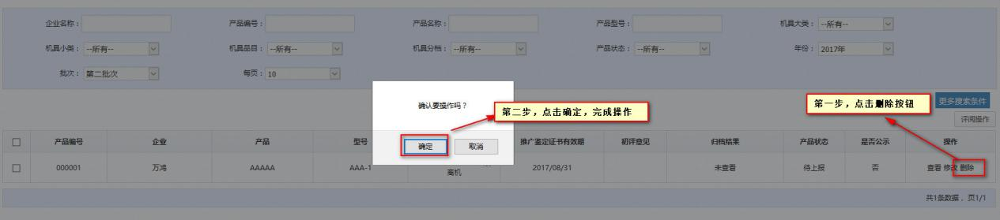 企业名称： 产品编号： 产品名称： 产品型号： 机具大类： --所有--
机具小类： --所有-- 机具品目： --所有-- 机具分档： --所有-- 产品状态： --所有-- 年份： 2017年
批次： 第二批次 每页： 10
确认要操作吗？
第二步，点击确定，完成操作
第一步，点击删除按钮
更多搜索条件
评阅操作
确定 取消
产品编号 企业 产品 型号 推广鉴定证书有效期 初评意见 归档结果 产品状态 是否公示 操作
000001 万鸿 AAAAA AAA-1 2017/08/31 未查看 待上报 否 查看 修改 删除
离机
共1条数据，页1/1